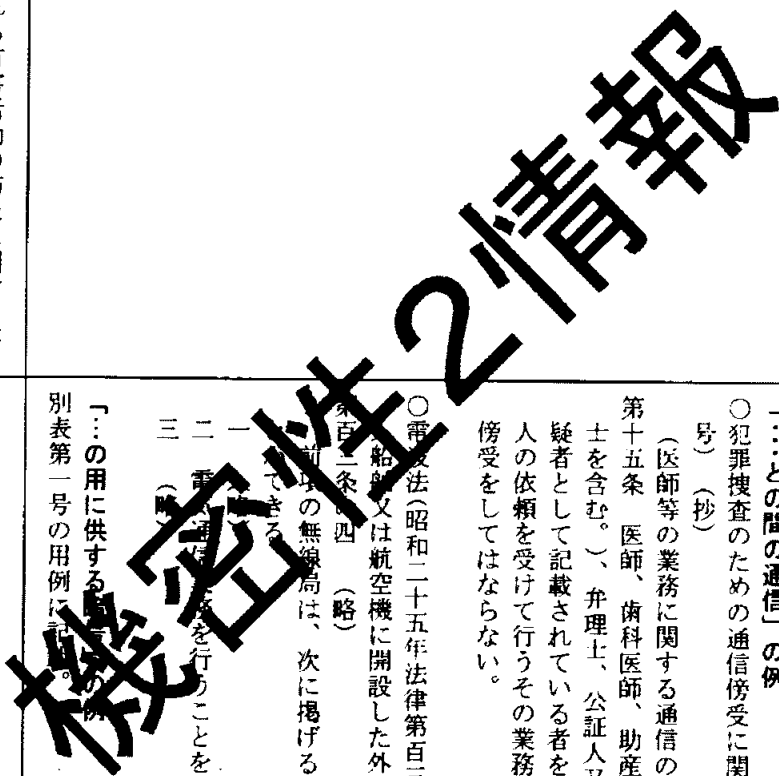 機密性2情報
「……との間の通信」の例
○犯罪捜査のための通信傍受に関
号）（抄）
（医師等の業務に関する通信の
第十五条 医師、歯科医師、助産
士を含む。）、弁理士、公証人又
疑者として記載されている者を
人の依頼を受けて行うその業務
傍受をしてはならない。
○電波法（昭和二十五年法律第百三
船舶又は航空機に開設した外
第百三条の四 （略）
前項の無線局は、次に掲げる
できる。
一
二 電気通信業務を行うことを
三 （略）
「…の用に供する通信」の例
別表第一号の用例に記載。